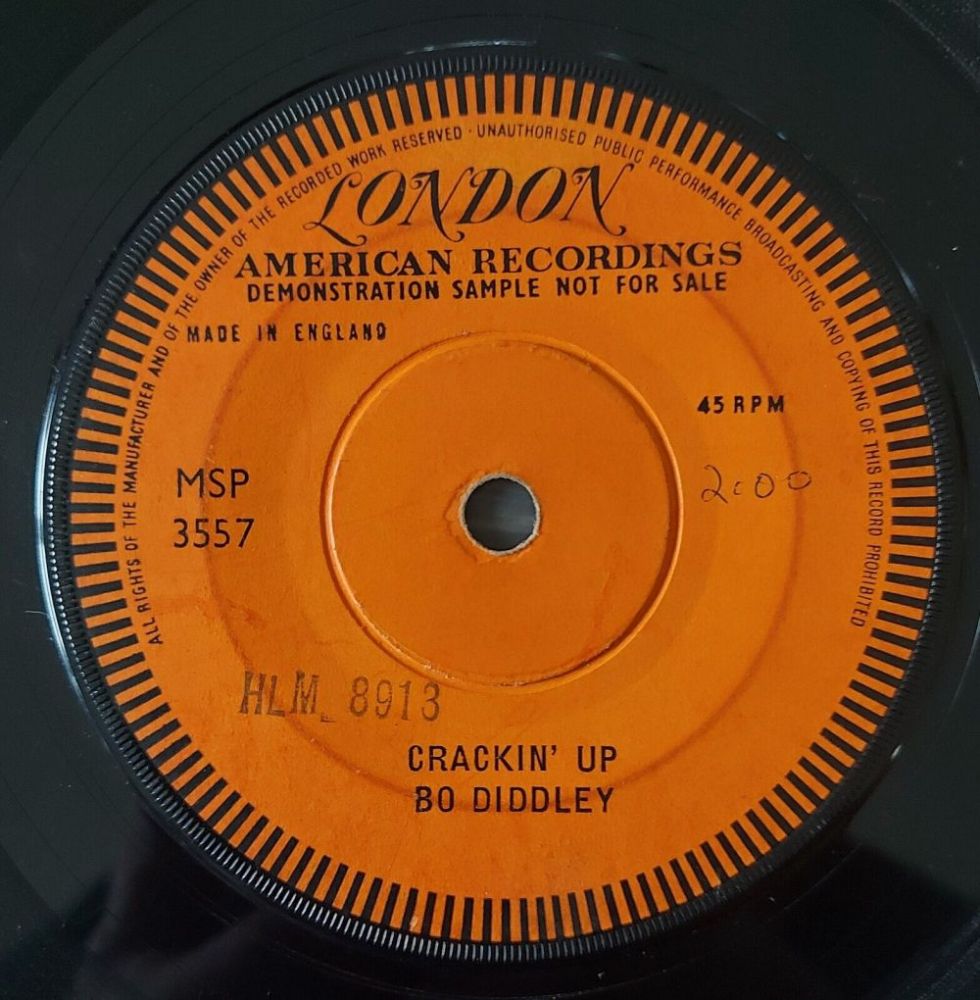 ALL RIGHTS OF THE MANUFACTURER AND OF THE OWNER OF THE RECORDED WORK RESERVED · UNAUTHORISED PUBLIC PERFORMANCE BROADCASTING AND COPYING OF THIS RECORD PROHIBITED
LONDON
AMERICAN RECORDINGS
DEMONSTRATION SAMPLE NOT FOR SALE
MADE IN ENGLAND
45 RPM
MSP
3557
2:00
HLM 8913
CRACKIN' UP
BO DIDDLEY